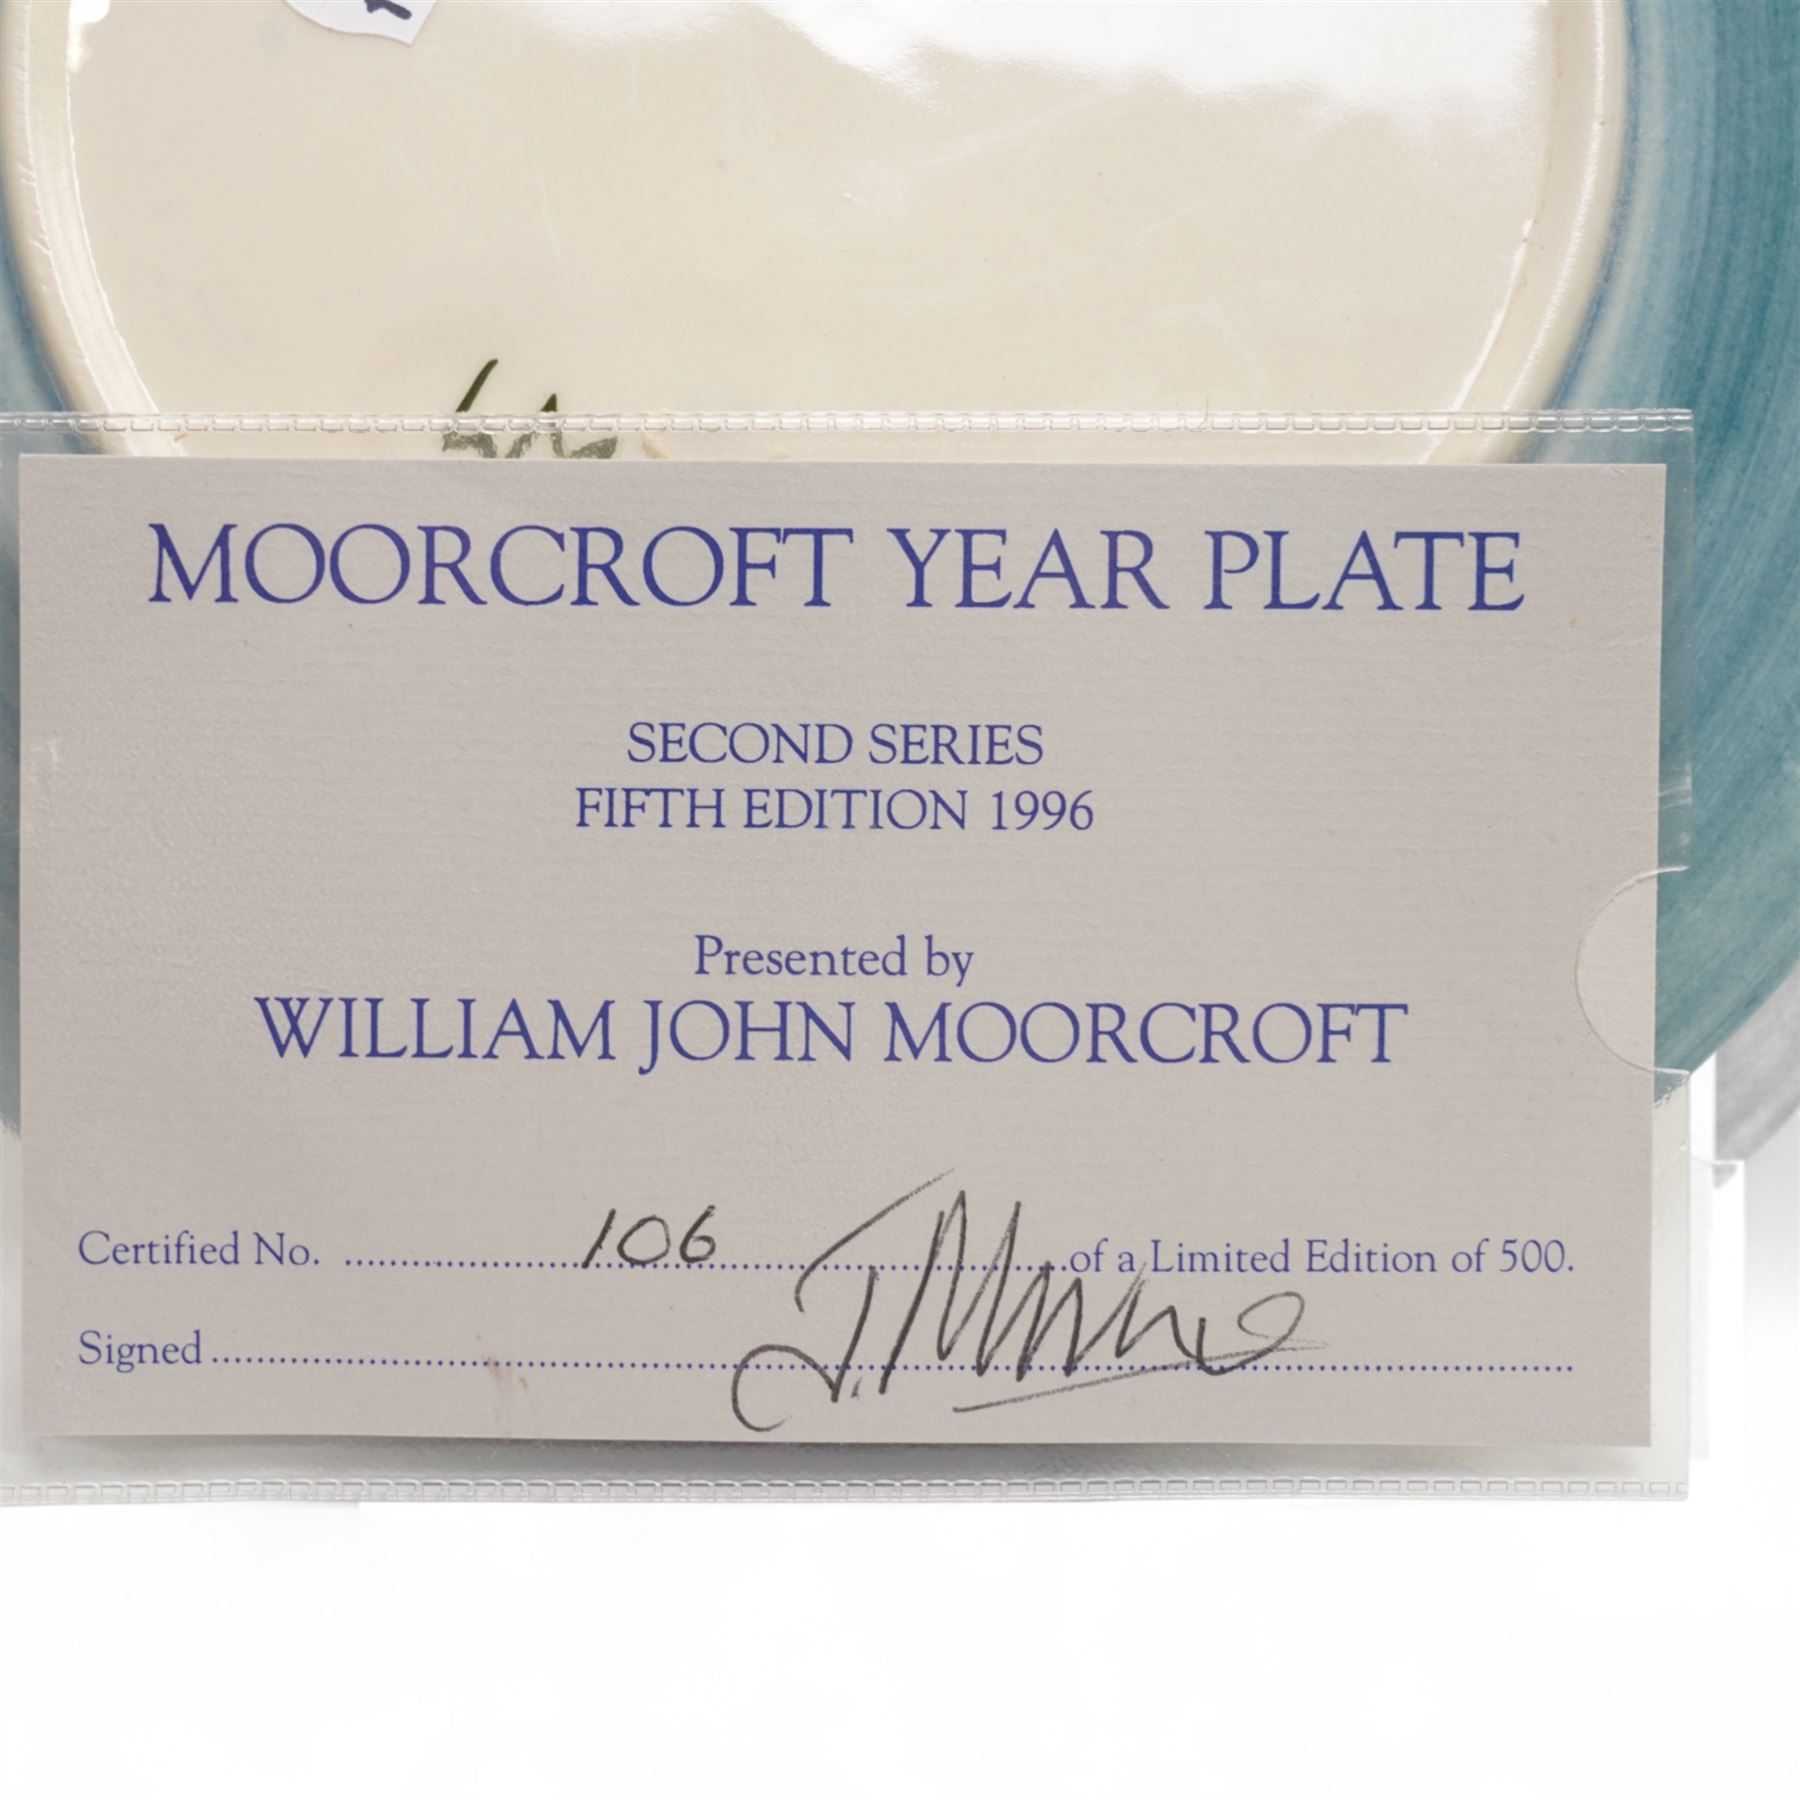 MOORCROFT YEAR PLATE
SECOND SERIES
FIFTH EDITION 1996
Presented by
WILLIAM JOHN MOORCROFT
Certified No. 106 of a Limited Edition of 500.
Signed